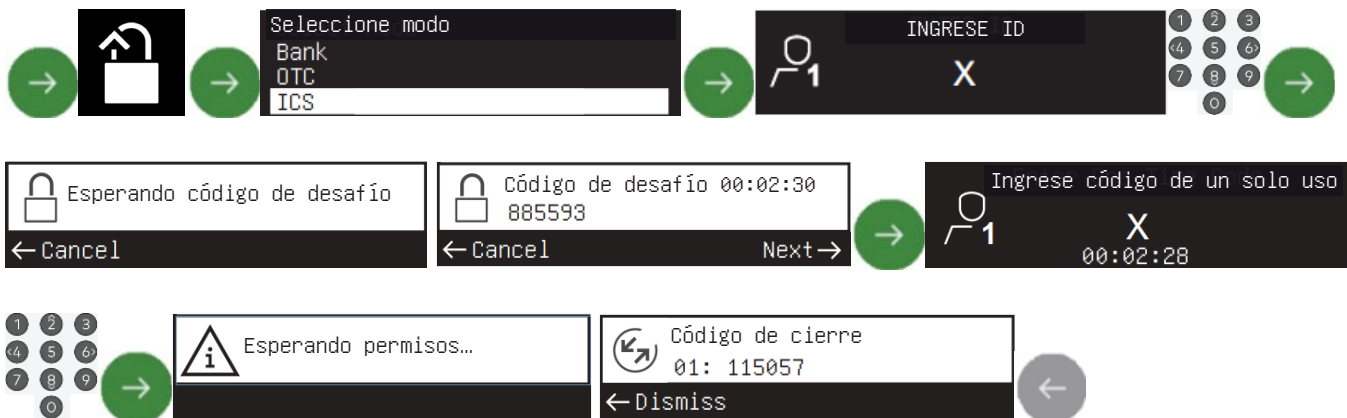 Seleccione modo
Bank
OTC
ICS
INGRESE ID
X
1 2 3
4 5 6
7 8 9
0
1
Esperando código de desafío
←Cancel
Código de desafío 00:02:30
885593
←Cancel Next→
Ingrese código de un solo uso
1
X
00:02:28
1 2 3
4 5 6
7 8 9
0
i
Esperando permisos…
Código de cierre
01: 115057
←Dismiss